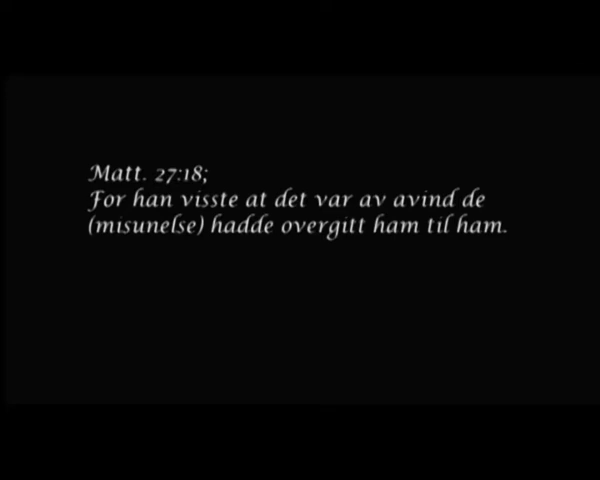 Matt. 27:18;
For han visste at det var av avind de
(misunelse) hadde overgitt ham til ham.